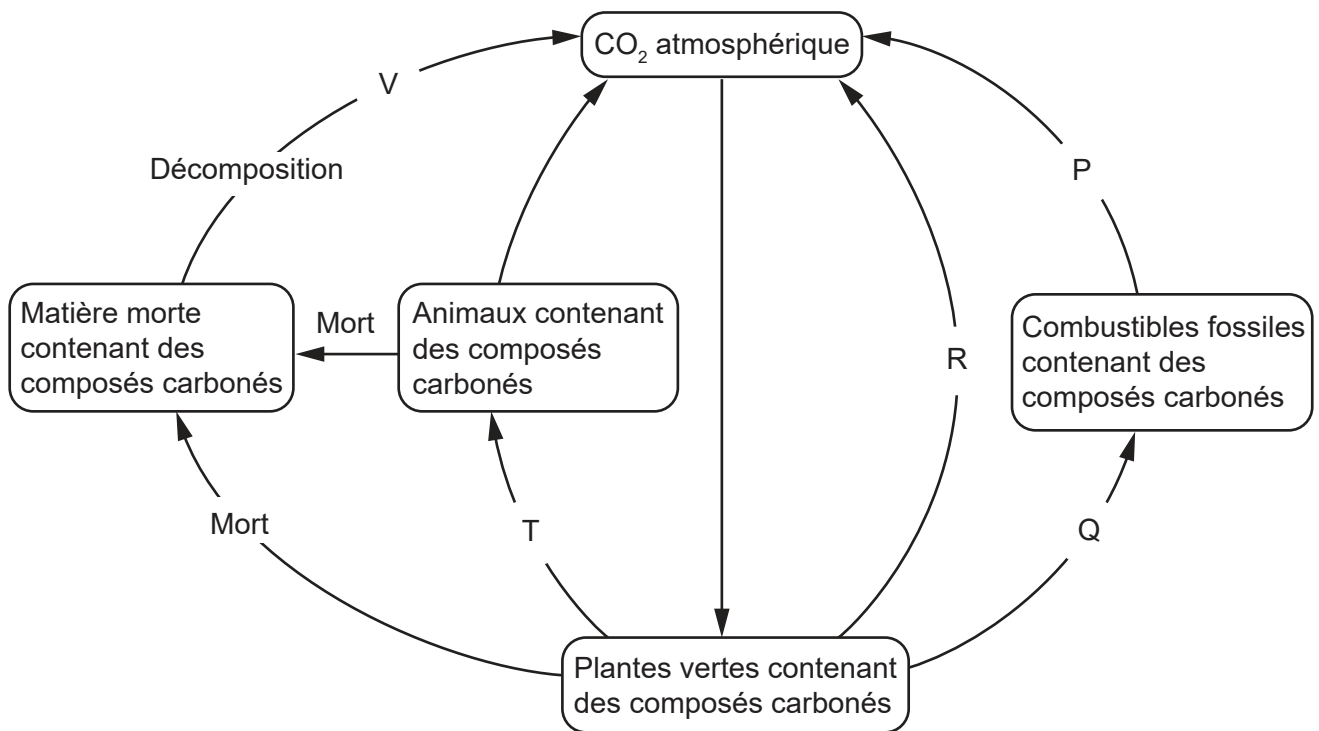 CO2 atmosphérique
V
Décomposition
P
Matière morte
contenant des
composés carbonés
Mort
Animaux contenant
des composés
carbonés
R
Combustibles fossiles
contenant des
composés carbonés
Mort
T
Q
Plantes vertes contenant
des composés carbonés